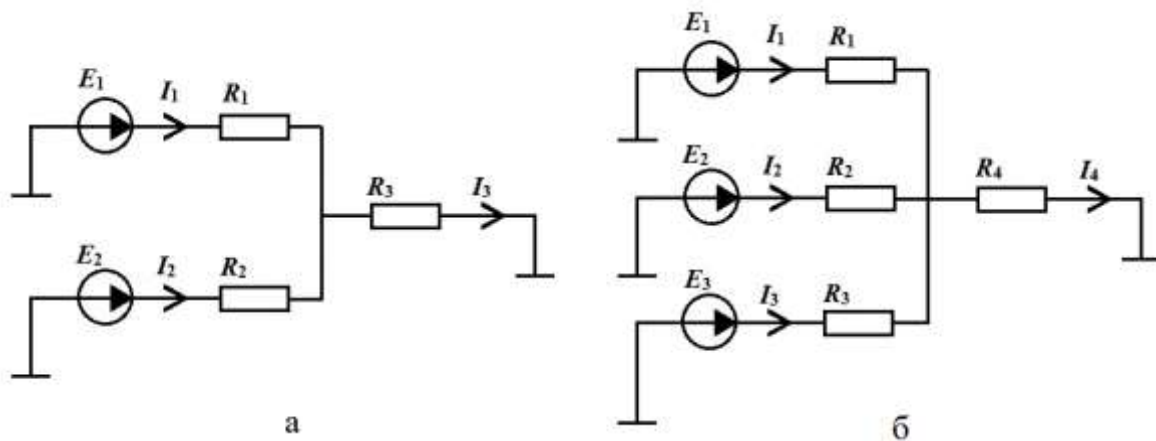 E1 I1 R1
R3 I3
E2 I2 R2
а
E1 I1 R1
E2 I2 R2 R4 I4
E3 I3 R3
б